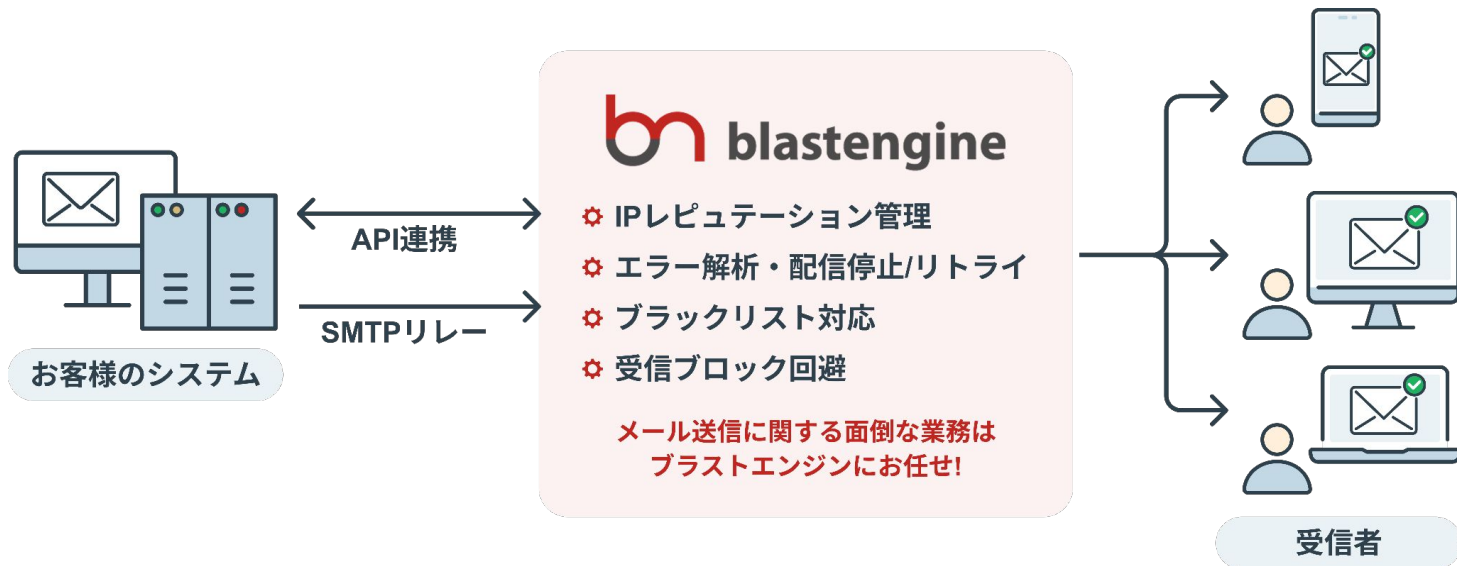 お客様のシステム
API連携
SMTPリレー
bn blastengine
IPレピュテーション管理
エラー解析・配信停止/リトライ
ブラックリスト対応
受信ブロック回避
メール送信に関する面倒な業務は
ブラストエンジンにお任せ!
受信者